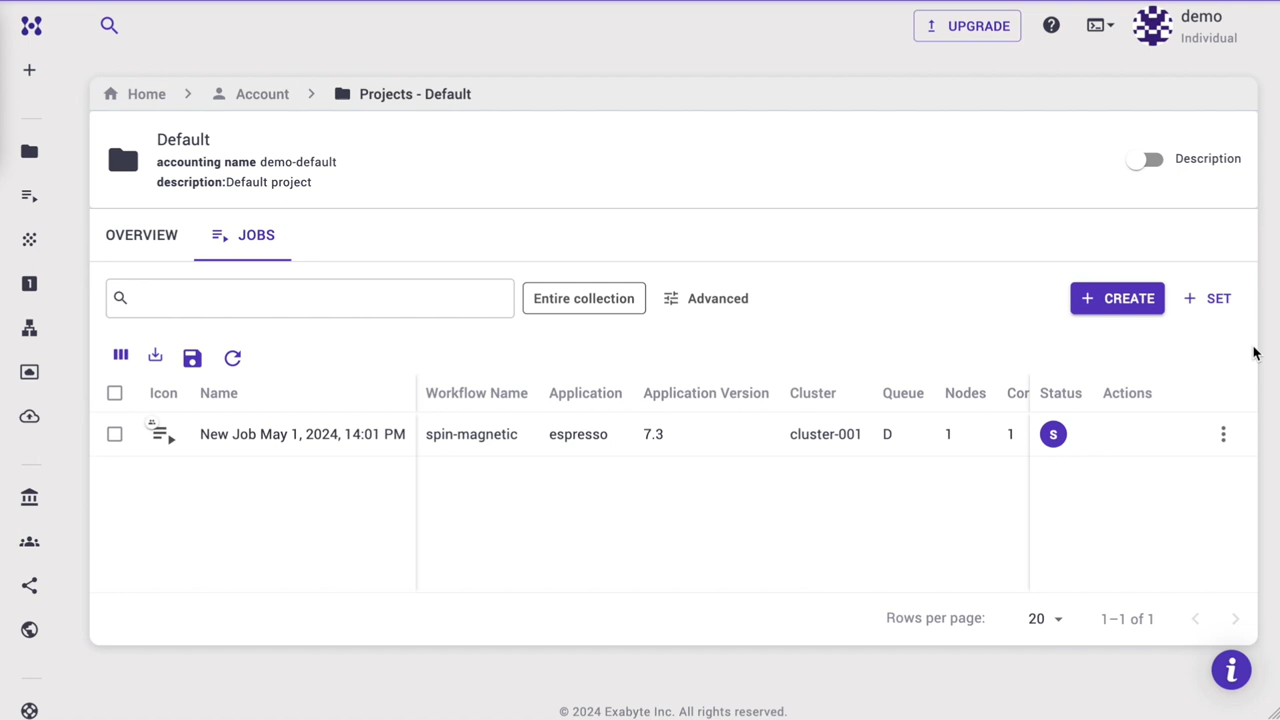 UPGRADE
demo
Individual
Home > Account > Projects - Default
Default
accounting name demo-default
description:Default project
Description
OVERVIEW
JOBS
Entire collection
Advanced
+ CREATE
+ SET
Icon Name Workflow Name Application Application Version Cluster Queue Nodes Cor Status Actions
New Job May 1, 2024, 14:01 PM spin-magnetic espresso 7.3 cluster-001 D 1 1 S
Rows per page: 20 1–1 of 1
© 2024 Exabyte Inc. All rights reserved.